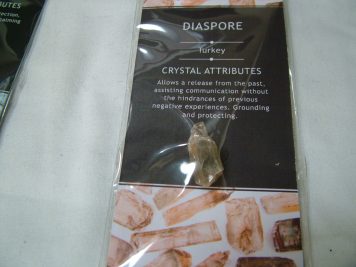 BUTES
DIASPORE
Turkey
CRYSTAL ATTRIBUTES
Allows a release from the past,
assisting communication without
the hindrances of previous
negative experiences. Grounding
and protecting.